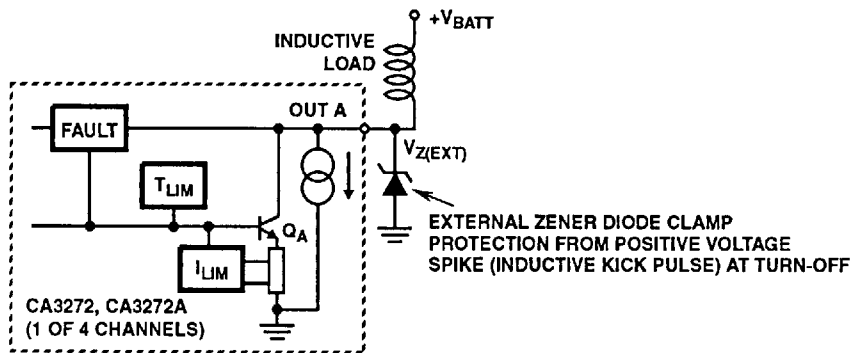 +VBATT
INDUCTIVE
LOAD
OUT A
FAULT
VZ(EXT)
TLIM
QA
ILIM
EXTERNAL ZENER DIODE CLAMP
PROTECTION FROM POSITIVE VOLTAGE
SPIKE (INDUCTIVE KICK PULSE) AT TURN-OFF
CA3272, CA3272A
(1 OF 4 CHANNELS)